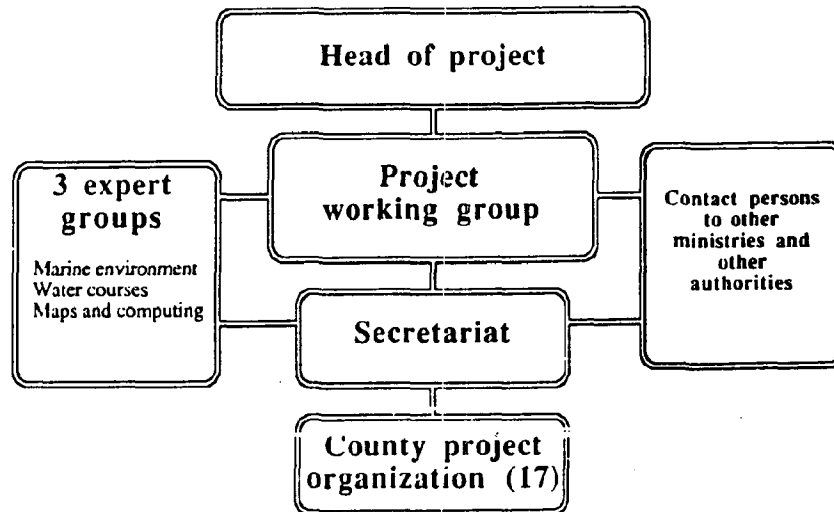 Head of project
3 expert
groups
Marine environment
Water courses
Maps and computing
Project
working group
Contact persons
to other
ministries and
other
authorities
Secretariat
County project
organization (17)